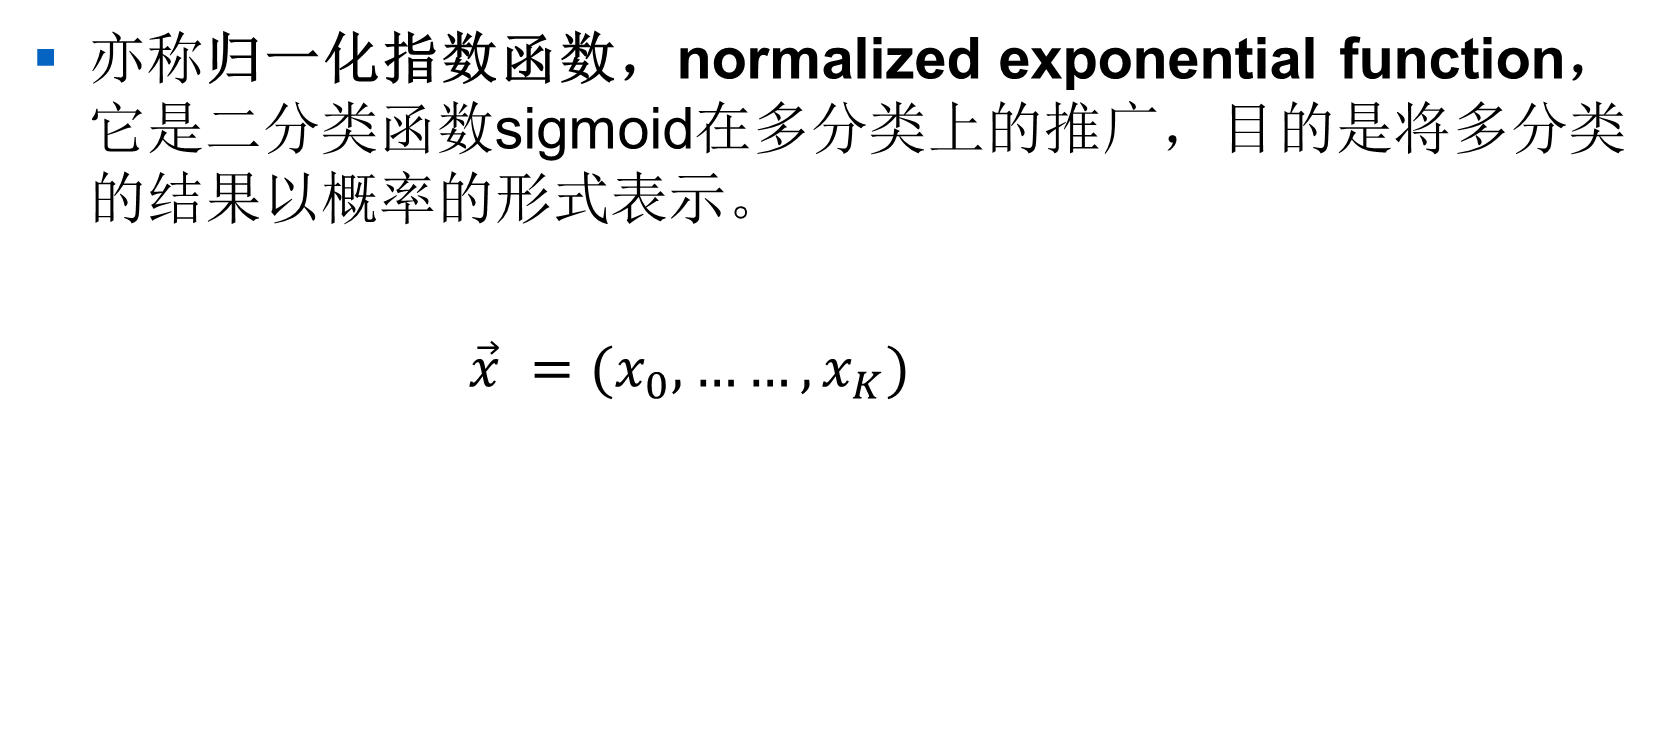 亦称归一化指数函数，normalized exponential function，
它是二分类函数sigmoid在多分类上的推广，目的是将多分类
的结果以概率的形式表示。
x⃗ = (x₀, … … , x_K)